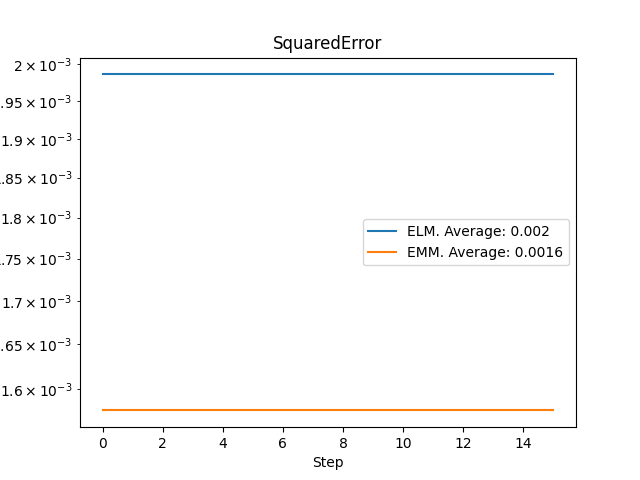 SquaredError
2 × 10⁻³
.95 × 10⁻³
1.9 × 10⁻³
1.85 × 10⁻³
1.8 × 10⁻³
1.75 × 10⁻³
1.7 × 10⁻³
.65 × 10⁻³
1.6 × 10⁻³
ELM. Average: 0.002
EMM. Average: 0.0016
0 2 4 6 8 10 12 14
Step